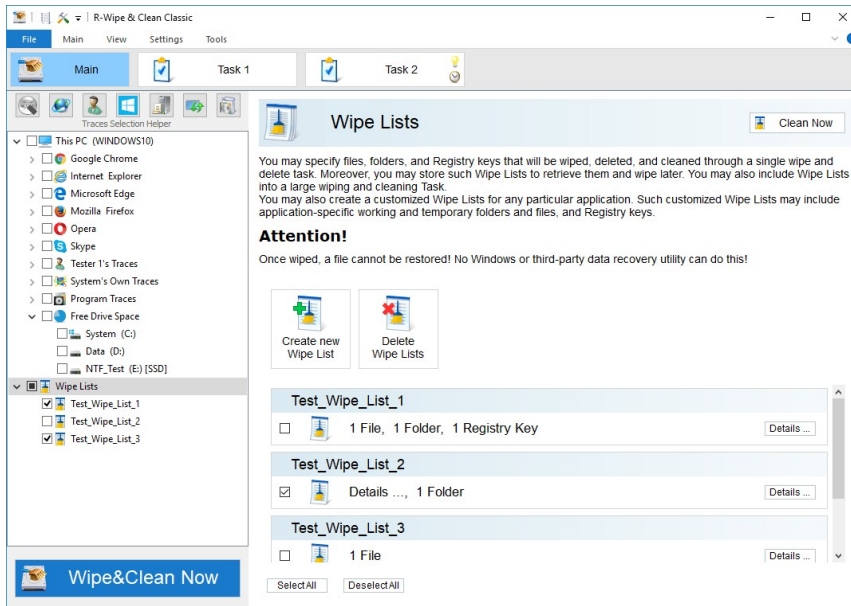 R-Wipe & Clean Classic
File Main View Settings Tools
Main Task 1 Task 2
Traces Selection Helper
This PC (WINDOWS10)
Google Chrome
Internet Explorer
Microsoft Edge
Mozilla Firefox
Opera
Skype
Tester 1's Traces
System's Own Traces
Program Traces
Free Drive Space
System (C:)
Data (D:)
NTF_Test (E:) [SSD]
Wipe Lists
Test_Wipe_List_1
Test_Wipe_List_2
Test_Wipe_List_3
Wipe&Clean Now
Wipe Lists
Clean Now
You may specify files, folders, and Registry keys that will be wiped, deleted, and cleaned through a single wipe and
delete task. Moreover, you may store such Wipe Lists to retrieve them and wipe later. You may also include Wipe Lists
into a large wiping and cleaning Task.
You may also create a customized Wipe Lists for any particular application. Such customized Wipe Lists may include
application-specific working and temporary folders and files, and Registry keys.
Attention!
Once wiped, a file cannot be restored! No Windows or third-party data recovery utility can do this!
Create new
Wipe List
Delete
Wipe Lists
Test_Wipe_List_1
1 File, 1 Folder, 1 Registry Key
Details ...
Test_Wipe_List_2
Details ..., 1 Folder
Details ...
Test_Wipe_List_3
1 File
Details ...
Select All
Deselect All